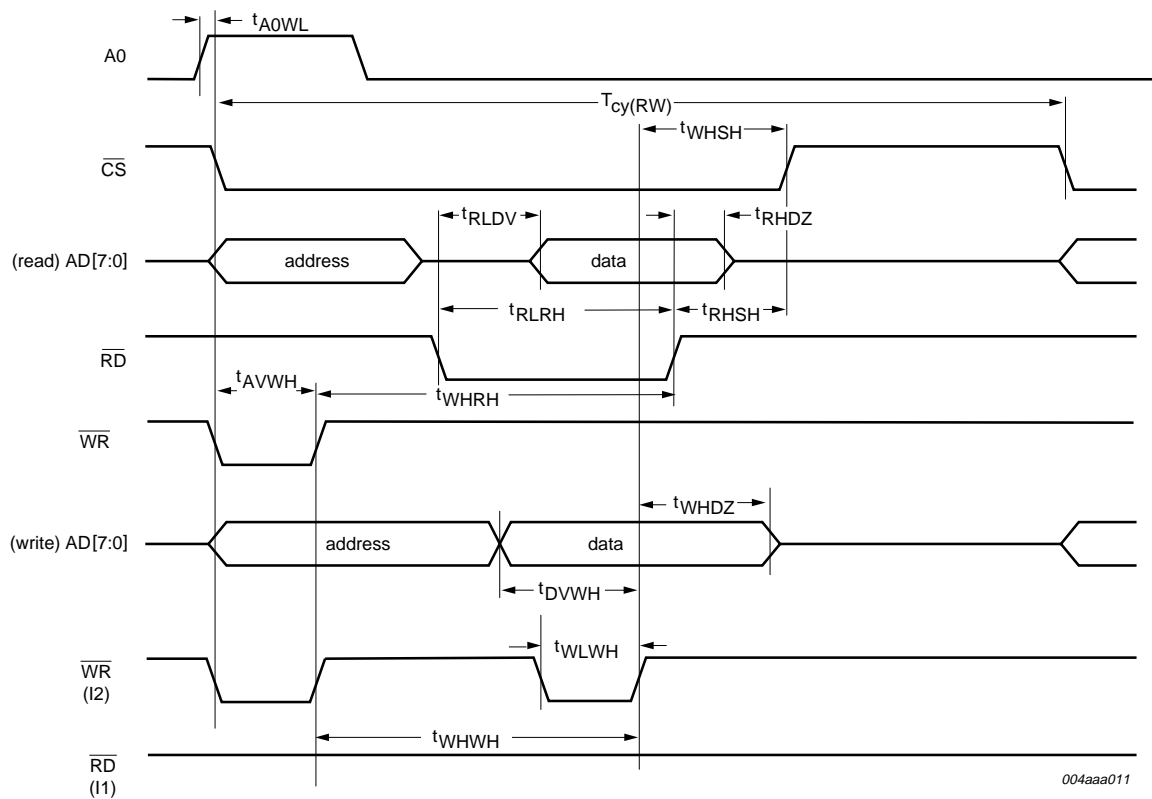 tA0WL
A0
Tcy(RW)
tWHSH
CS
tRLDV
tRHDZ
(read) AD[7:0]
address
data
tRLRH
tRHSH
RD
tAVWH
tWHRH
WR
tWHDZ
(write) AD[7:0]
address
data
tDVWH
tWLWH
WR
(I2)
tWHWH
RD
(I1)
004aaa011